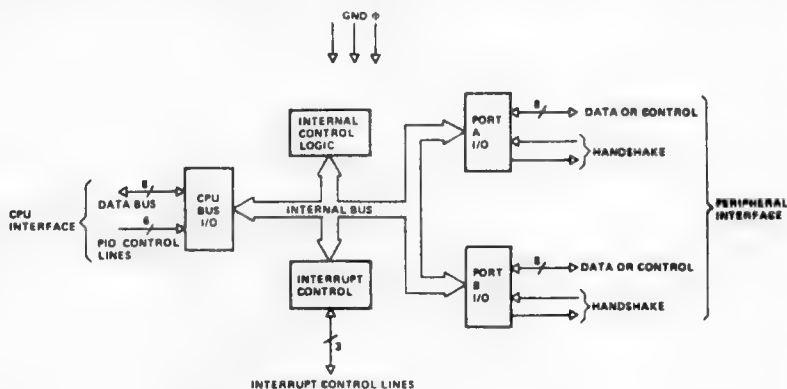 GND Φ
INTERNAL
CONTROL
LOGIC
PORT
A
I/O
8
DATA OR CONTROL
HANDSHAKE
CPU
INTERFACE
8
DATA BUS
6
PIO CONTROL
LINES
CPU
BUS
I/O
INTERNAL BUS
PERIPHERAL
INTERFACE
INTERRUPT
CONTROL
PORT
B
I/O
8
DATA OR CONTROL
HANDSHAKE
3
INTERRUPT CONTROL LINES